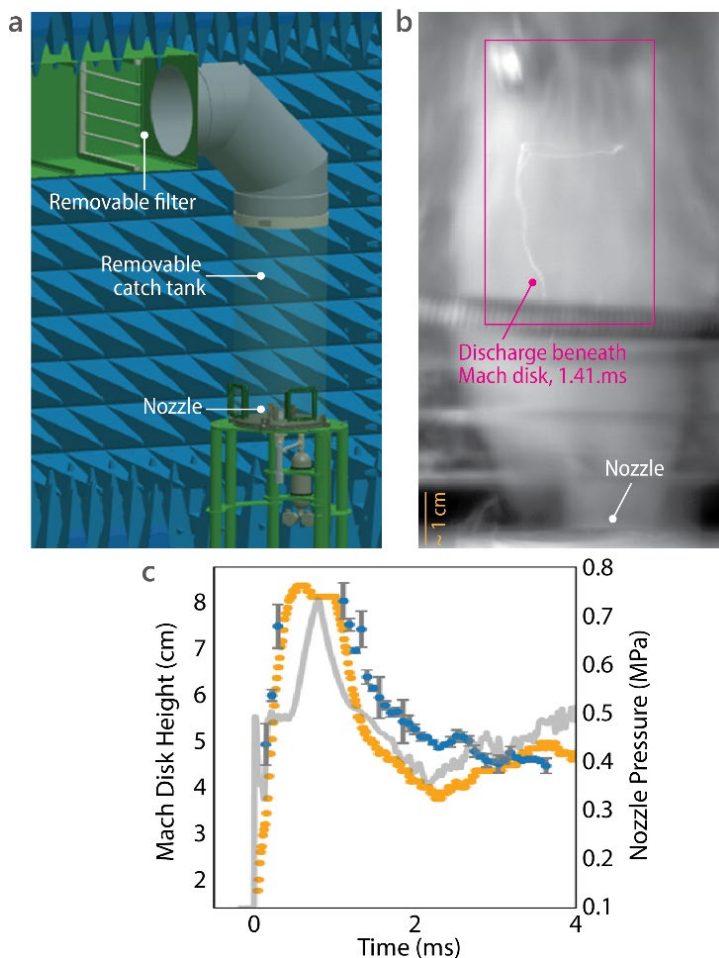 a
Removable filter
Removable
catch tank
Nozzle
b
Discharge beneath
Mach disk, 1.41.ms
Nozzle
~ 1 cm
c
Mach Disk Height (cm)
8
7
6
5
4
3
2
0.8
0.7
0.6
0.5
0.4
0.3
0.2
0.1
Nozzle Pressure (MPa)
0
2
4
Time (ms)